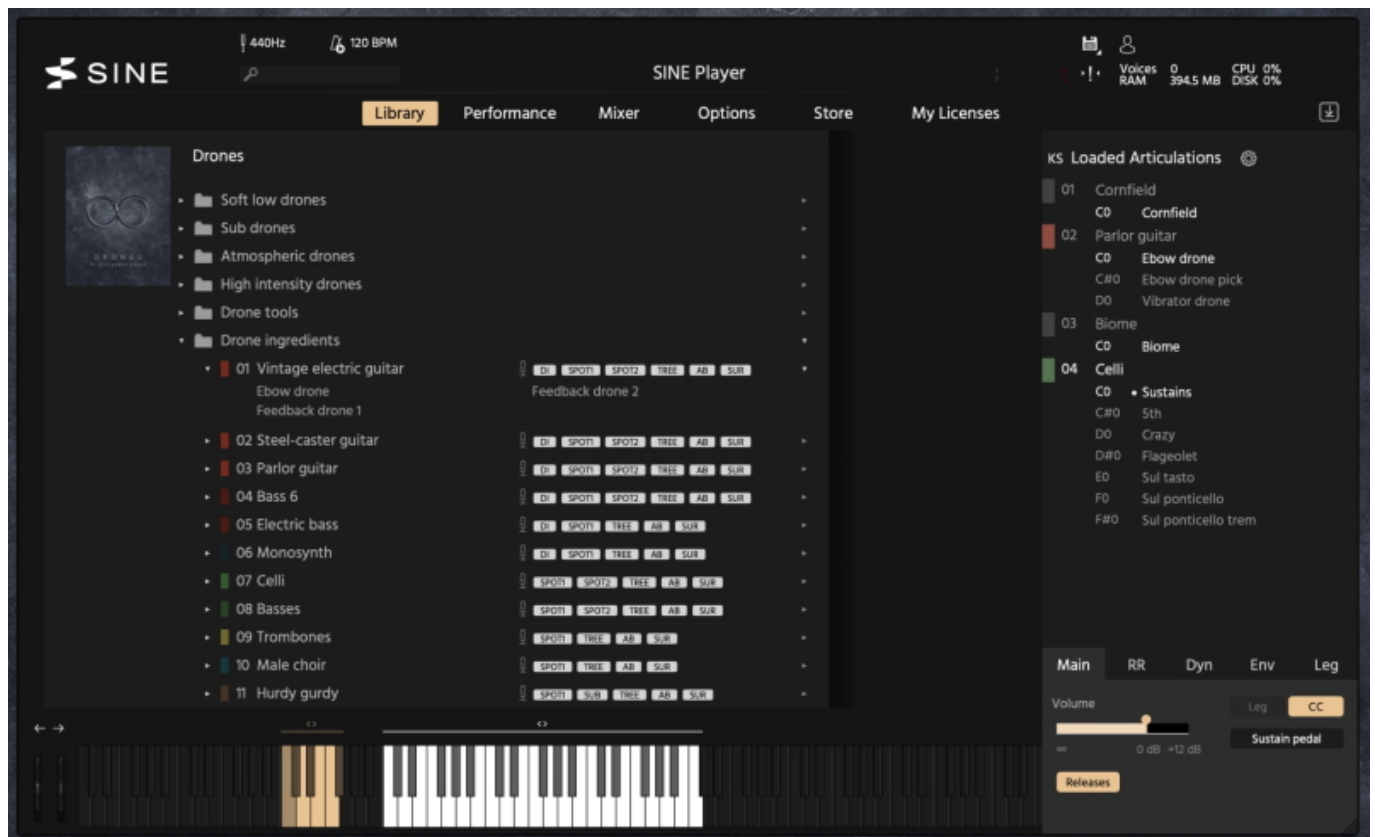 440Hz 120 BPM
SINE
SINE Player
Voices 0 CPU 0%
RAM 394.5 MB DISK 0%
Library Performance Mixer Options Store My Licenses
DRONES
Drones
Soft low drones
Sub drones
Atmospheric drones
High intensity drones
Drone tools
Drone ingredients
01 Vintage electric guitar DI SPOT1 SPOT2 TREE AB SUR
Ebow drone Feedback drone 2
Feedback drone 1
02 Steel-caster guitar DI SPOT1 SPOT2 TREE AB SUR
03 Parlor guitar DI SPOT1 SPOT2 TREE AB SUR
04 Bass 6 DI SPOT1 SPOT2 TREE AB SUR
05 Electric bass DI SPOT1 TREE AB SUR
06 Monosynth DI SPOT1 TREE AB SUR
07 Celli SPOT1 SPOT2 TREE AB SUR
08 Basses SPOT1 SPOT2 TREE AB SUR
09 Trombones SPOT1 TREE AB SUR
10 Male choir SPOT1 TREE AB SUR
11 Hurdy gurdy SPOT1 SUB TREE AB SUR
KS Loaded Articulations
01 Cornfield
C0 Cornfield
02 Parlor guitar
C0 Ebow drone
C#0 Ebow drone pick
D0 Vibrator drone
03 Biome
C0 Biome
04 Celli
C0 • Sustains
C#0 5th
D0 Crazy
D#0 Flageolet
E0 Sul tasto
F0 Sul ponticello
F#0 Sul ponticello trem
Main RR Dyn Env Leg
Volume
Leg CC
∞ 0 dB +12 dB
Sustain pedal
Releases